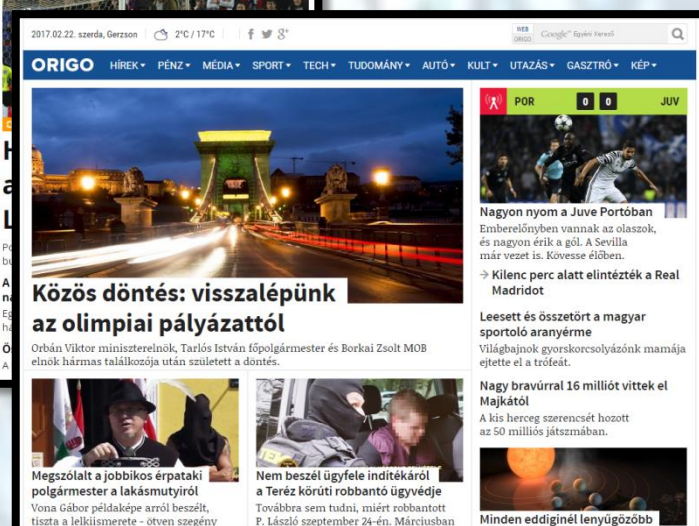 2017.02.22. szerda, Gerzson
2°C / 17°C
WEB
ORIGO
Google™ Egyéni Kereső
ORIGO HÍREK PÉNZ MÉDIA SPORT TECH TUDOMÁNY AUTÓ KULT UTAZÁS GASZTRÓ KÉP
Közös döntés: visszalépünk
az olimpiai pályázattól
Orbán Viktor miniszterelnök, Tarlós István főpolgármester és Borkai Zsolt MOB
elnök hármas találkozója után született a döntés.
Megszólalt a jobbikos érpataki
polgármester a lakásmutyiról
Vona Gábor példaképe arról beszélt,
tiszta a lelkiismerete - ötven szegény
Nem beszél ügyfele indítékáról
a Teréz körúti robbantó ügyvédje
Továbbra sem tudni, miért robbantott
P. László szeptember 24-én. Márciusban
POR 0 0 JUV
Nagyon nyom a Juve Portóban
Emberelőnyben vannak az olaszok,
és nagyon érik a gól. A Sevilla
már vezet is. Kövesse élőben.
→ Kilenc perc alatt elintézték a Real
Madridot
Leesett és összetört a magyar
sportoló aranyérme
Világbajnok gyorskorcsolyázónk mamája
ejtette el a trófeát.
Nagy bravúrral 16 milliót vittek el
Majkától
A kis herceg szerencsét hozott
az 50 milliós játszmában.
Minden eddiginél lenyűgözőbb